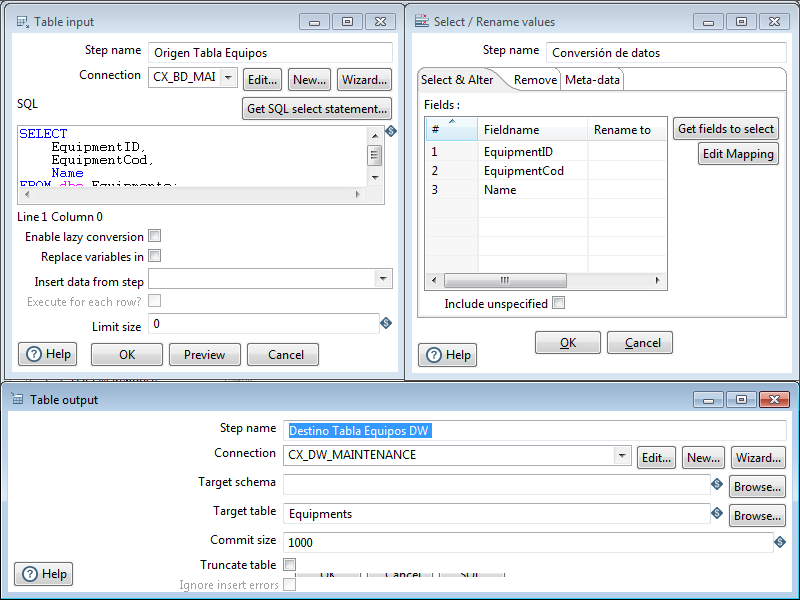 Table input
Step name Origen Tabla Equipos
Connection CX_BD_MAI Edit... New... Wizard...
SQL Get SQL select statement...
SELECT
EquipmentID,
EquipmentCod,
Name
FROM dbo.Equipments;
Line 1 Column 0
Enable lazy conversion
Replace variables in
Insert data from step
Execute for each row?
Limit size 0
Help OK Preview Cancel
Select / Rename values
Step name Conversión de datos
Select & Alter Remove Meta-data
Fields :
# Fieldname Rename to Get fields to select
1 EquipmentID Edit Mapping
2 EquipmentCod
3 Name
Include unspecified
OK Cancel
Help
Table output
Step name Destino Tabla Equipos DW
Connection CX_DW_MAINTENANCE Edit... New... Wizard...
Target schema Browse...
Target table Equipments Browse...
Commit size 1000
Truncate table
Help OK Cancel SQL
Ignore insert errors